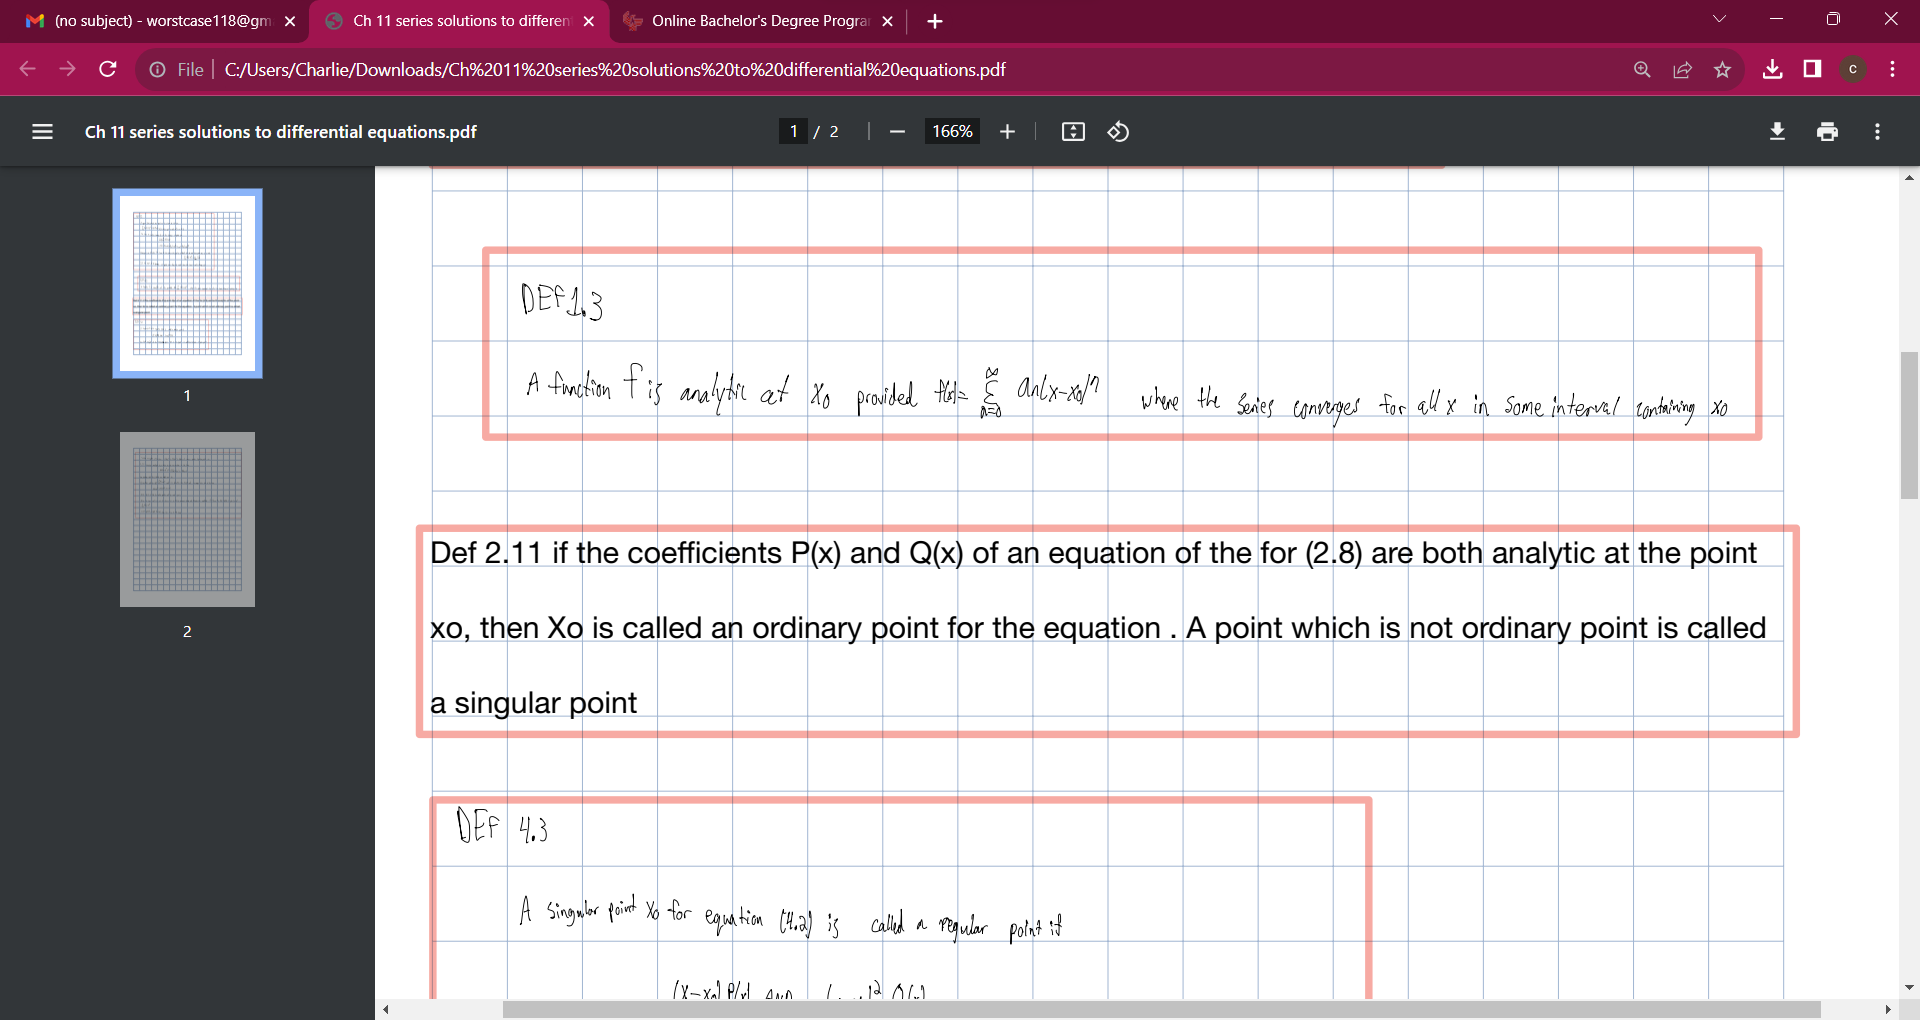 (no subject) - worstcase118@gm
Ch 11 series solutions to differen
Online Bachelor's Degree Progra
File
C:/Users/Charlie/Downloads/Ch%2011%20series%20solutions%20to%20differential%20equations.pdf
c
Ch 11 series solutions to differential equations.pdf
1 / 2
166%
1
2
DEF 1.3
A function f is analytic at x₀ provided f(x)= ∞ Σ n=0 an(x-x₀)ⁿ where the series converges for all x in some interval containing x₀
Def 2.11 if the coefficients P(x) and Q(x) of an equation of the for (2.8) are both analytic at the point
xo, then Xo is called an ordinary point for the equation . A point which is not ordinary point is called
a singular point
DEF 4.3
A singular point x₀ for equation (4.2) is called a regular point if
(x-x₀) P(x) AND